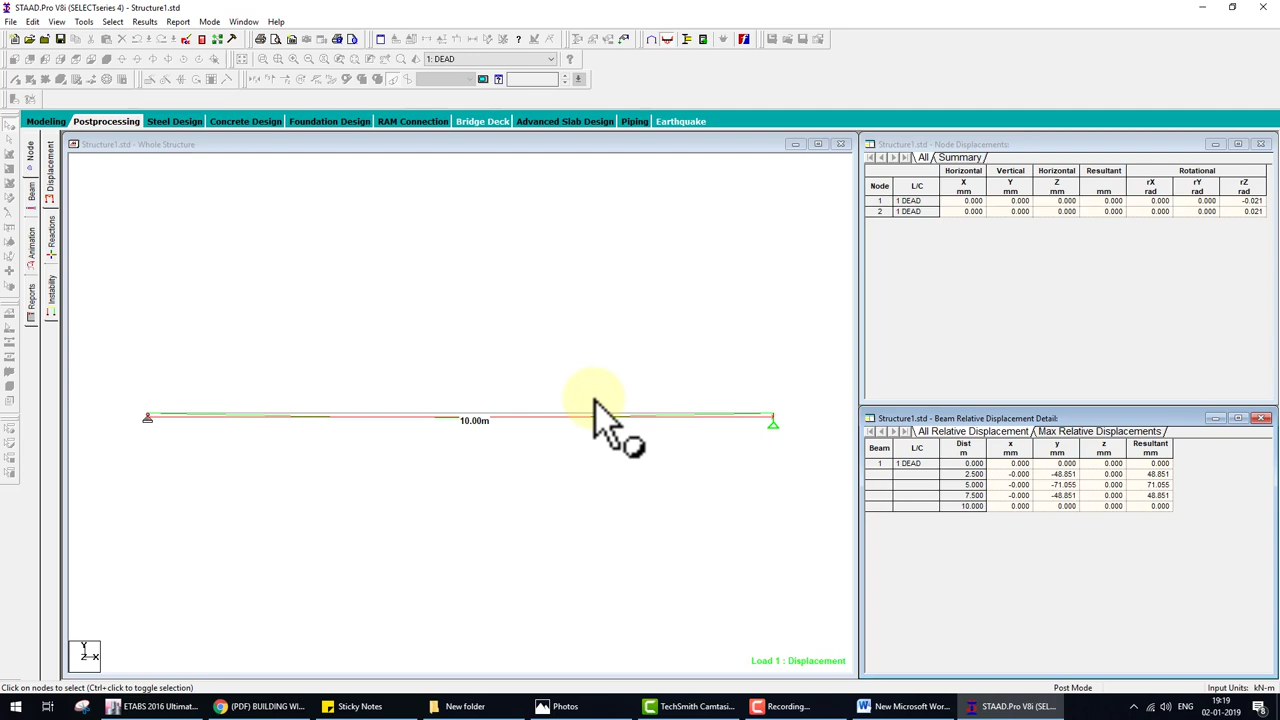 STAAD.Pro V8i (SELECTseries 4) - Structure1.std
File Edit View Tools Select Results Report Mode Window Help
1: DEAD
Modeling Postprocessing Steel Design Concrete Design Foundation Design RAM Connection Bridge Deck Advanced Slab Design Piping Earthquake
Node Beam Animation Reports
Displacement Reactions Instability
Structure1.std - Whole Structure
10.00m
Y
Z X
Load 1 : Displacement
Structure1.std - Node Displacements:
All Summary
Horizontal Vertical Horizontal Resultant Rotational
Node L/C X mm Y mm Z mm mm rX rad rY rad rZ rad
1 1 DEAD 0.000 0.000 0.000 0.000 0.000 0.000 -0.021
2 1 DEAD 0.000 0.000 0.000 0.000 0.000 0.000 0.021
Structure1.std - Beam Relative Displacement Detail:
All Relative Displacement Max Relative Displacements
Beam L/C Dist m x mm y mm z mm Resultant mm
1 1 DEAD 0.000 0.000 0.000 0.000 0.000
2.500 -0.000 -48.851 0.000 48.851
5.000 -0.000 -71.055 0.000 71.055
7.500 -0.000 -48.851 0.000 48.851
10.000 0.000 0.000 0.000 0.000
Click on nodes to select (Ctrl+click to toggle selection)
Post Mode
Input Units: kN-m
ETABS 2016 Ultimat...
(PDF) BUILDING WI...
Sticky Notes
New folder
Photos
TechSmith Camtasi...
Recording...
New Microsoft Wor...
STAAD.Pro V8i (SEL...
ENG
19:19
02-01-2019